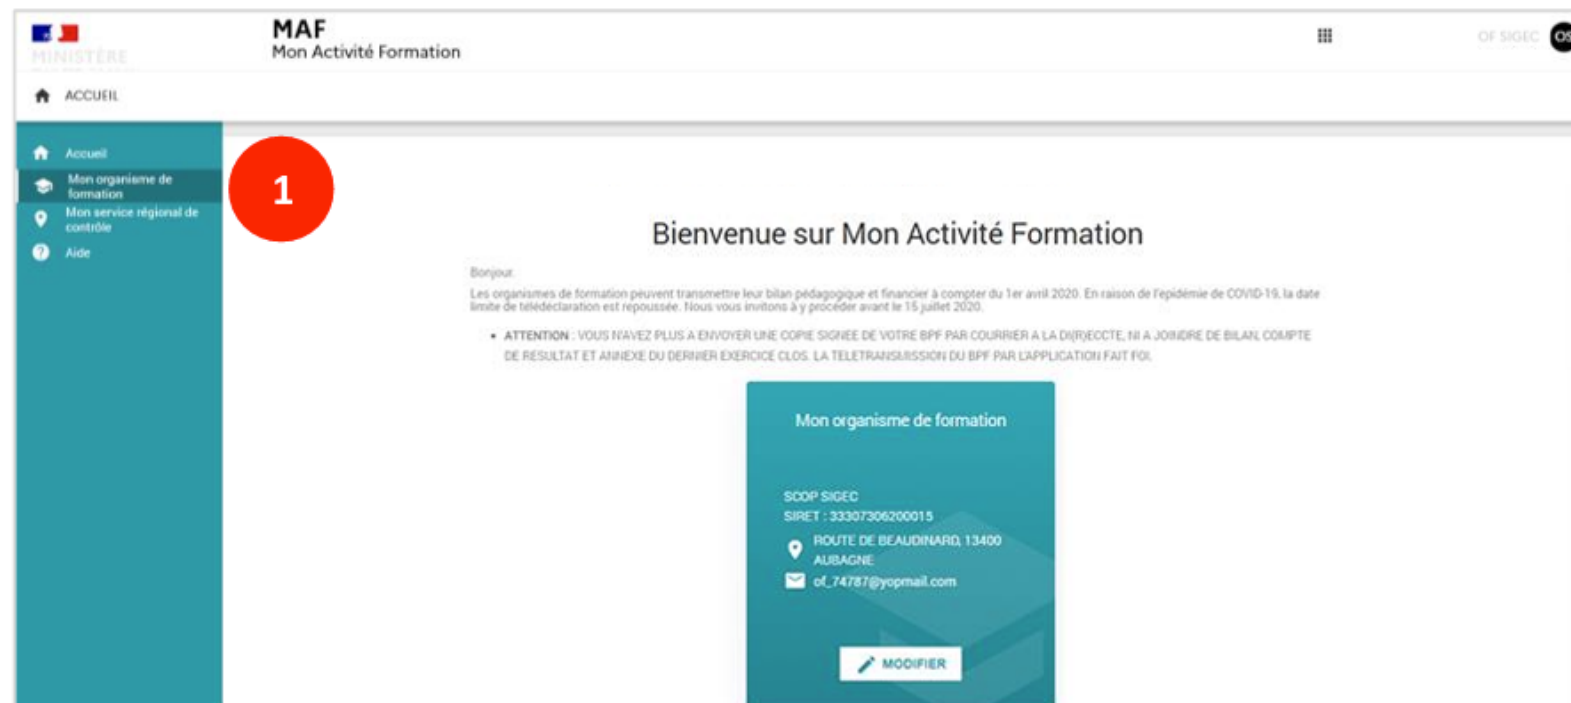 MAF
Mon Activité Formation
MINISTÈRE
OF SIGEC
OS
ACCUEIL
Accueil
Mon organisme de
formation
Mon service régional de
contrôle
Aide
1
Bienvenue sur Mon Activité Formation
Bonjour.
Les organismes de formation peuvent transmettre leur bilan pédagogique et financier à compter du 1er avril 2020. En raison de l'epidémie de COVID-19, la date
limite de télédéclaration est repoussée. Nous vous invitons à y procéder avant le 15 juillet 2020.
• ATTENTION : VOUS N'AVEZ PLUS A ENVOYER UNE COPIE SIGNEE DE VOTRE BPF PAR COURRIER A LA DI(R)ECCTE, NI A JOINDRE DE BILAN, COMPTE
DE RESULTAT ET ANNEXE DU DERNIER EXERCICE CLOS. LA TELETRANSMISSION DU BPF PAR L'APPLICATION FAIT FOI.
Mon organisme de formation
SCOP SIGEC
SIRET : 33307306200015
ROUTE DE BEAUDINARD, 13400
AUBAGNE
of_74787@yopmail.com
MODIFIER